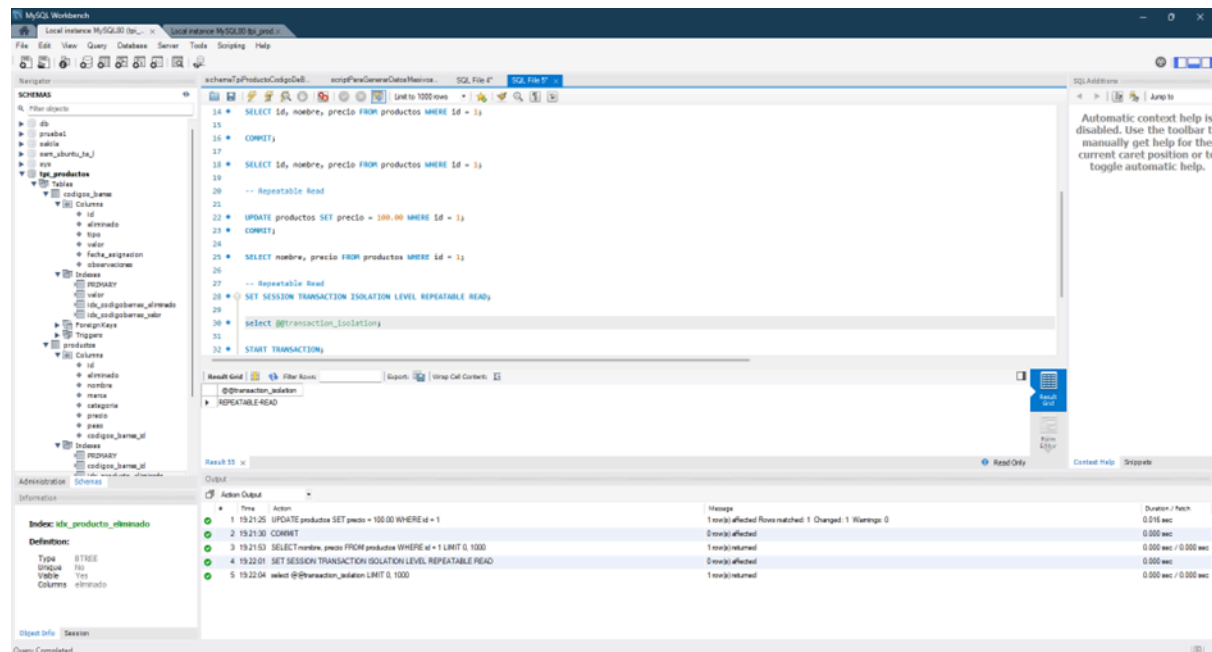 MySQL Workbench
Local instance MySQL80 (tpi_... ×
Local instance MySQL80 tpi_prod ×
File Edit View Query Database Server Tools Scripting Help
Navigator
SCHEMAS
Filter objects
db
prueba1
sakila
sys
tpi_productos
Tables
codigos_barras
Columns
id
eliminado
tipo
valor
fecha_asignacion
observaciones
Indexes
PRIMARY
valor
idx_codigobarras_eliminado
idx_codigobarras_valor
Foreign Keys
Triggers
productos
Columns
id
eliminado
nombre
marca
categoria
precio
peso
codigos_barras_id
Indexes
PRIMARY
codigos_barras_id
idx_producto_eliminado
Administration Schemas
Information
Index: idx_producto_eliminado
Definition:
Type BTREE
Unique No
Visible Yes
Columns eliminado
Object Info Session
Query Completed
schemaTpiProductoCodigoDeB... scriptParaGenerarDatosMasivos... SQL File 4* SQL File 5* ×
Limit to 1000 rows
14 SELECT id, nombre, precio FROM productos WHERE id = 1;
15
16 COMMIT;
17
18 SELECT id, nombre, precio FROM productos WHERE id = 1;
19
20 -- Repeatable Read
21
22 UPDATE productos SET precio = 100.00 WHERE id = 1;
23 COMMIT;
24
25 SELECT nombre, precio FROM productos WHERE id = 1;
26
27 -- Repeatable Read
28 SET SESSION TRANSACTION ISOLATION LEVEL REPEATABLE READ;
29
30 select @@transaction_isolation;
31
32 START TRANSACTION;
Result Grid Filter Rows: Export: Wrap Cell Content:
@@transaction_isolation
REPEATABLE-READ
Result Grid
Form Editor
Result 33 ×
Read Only
Output
Action Output
# Time Action Message Duration / Fetch
1 19:21:25 UPDATE productos SET precio = 100.00 WHERE id = 1 1 row(s) affected Rows matched: 1 Changed: 1 Warnings: 0 0.016 sec
2 19:21:30 COMMIT 0 row(s) affected 0.000 sec
3 19:21:53 SELECT nombre, precio FROM productos WHERE id = 1 LIMIT 0, 1000 1 row(s) returned 0.000 sec / 0.000 sec
4 19:22:01 SET SESSION TRANSACTION ISOLATION LEVEL REPEATABLE READ 0 row(s) affected 0.000 sec
5 19:22:04 select @@transaction_isolation LIMIT 0, 1000 1 row(s) returned 0.000 sec / 0.000 sec
SQLAdditions
Jump to
Automatic context help is
disabled. Use the toolbar t
manually get help for the
current caret position or to
toggle automatic help.
Context Help Snippets